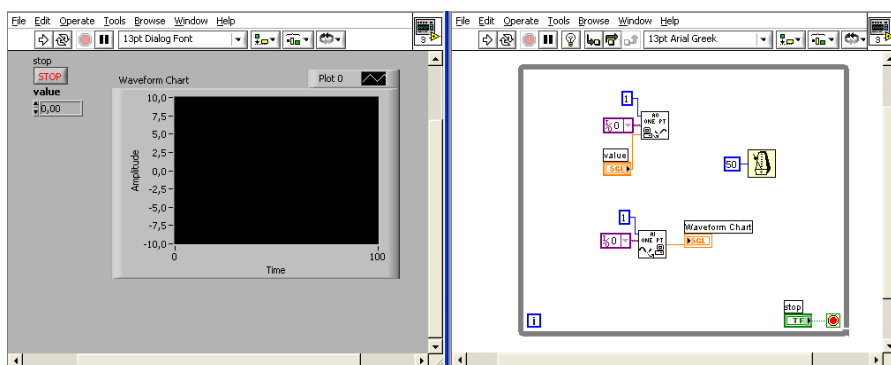 File Edit Operate Tools Browse Window Help
13pt Dialog Font
3
stop
STOP
value
0,00
Waveform Chart
Plot 0
10,0
7,5
5,0
2,5
0,0
-2,5
-5,0
-7,5
-10,0
Amplitude
0
100
Time
File Edit Operate Tools Browse Window Help
13pt Arial Greek
3
1
AO
ONE PT
I/O 0
value
SGL
50
1
AI
ONE PT
I/O 0
Waveform Chart
SGL
stop
TF
i